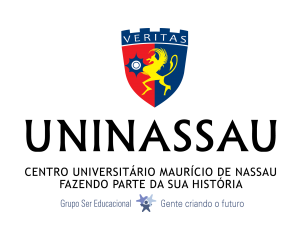 VERITAS
UNINASSAU
CENTRO UNIVERSITÁRIO MAURÍCIO DE NASSAU
FAZENDO PARTE DA SUA HISTÓRIA
Grupo Ser Educacional Gente criando o futuro